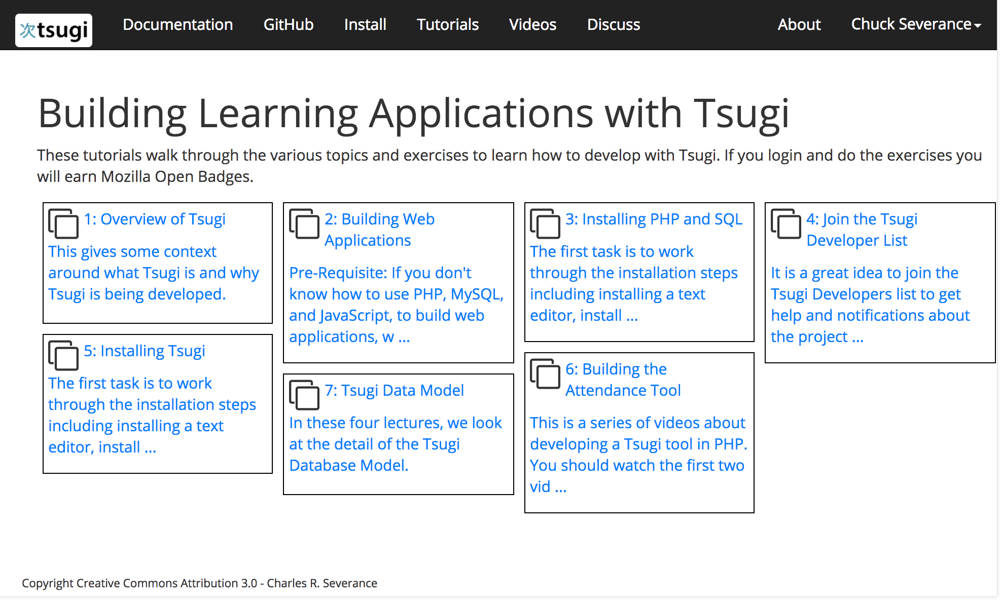 次tsugi Documentation GitHub Install Tutorials Videos Discuss About Chuck Severance
Building Learning Applications with Tsugi
These tutorials walk through the various topics and exercises to learn how to develop with Tsugi. If you login and do the exercises you
will earn Mozilla Open Badges.
1: Overview of Tsugi
This gives some context
around what Tsugi is and why
Tsugi is being developed.
2: Building Web
Applications
Pre-Requisite: If you don't
know how to use PHP, MySQL,
and JavaScript, to build web
applications, w ...
3: Installing PHP and SQL
The first task is to work
through the installation steps
including installing a text
editor, install ...
4: Join the Tsugi
Developer List
It is a great idea to join the
Tsugi Developers list to get
help and notifications about
the project ...
5: Installing Tsugi
The first task is to work
through the installation steps
including installing a text
editor, install ...
6: Building the
Attendance Tool
This is a series of videos about
developing a Tsugi tool in PHP.
You should watch the first two
vid ...
7: Tsugi Data Model
In these four lectures, we look
at the detail of the Tsugi
Database Model.
Copyright Creative Commons Attribution 3.0 - Charles R. Severance